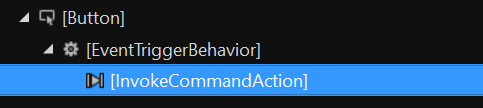 [Button]
[EventTriggerBehavior]
[InvokeCommandAction]